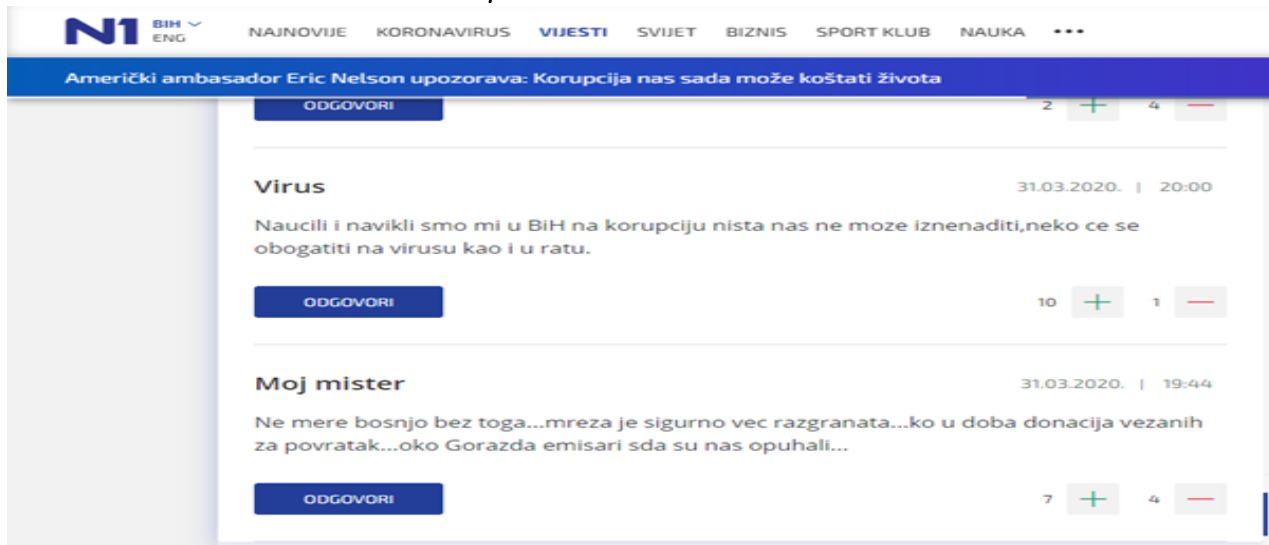 N1 BIH ENG NAJNOVIJE KORONAVIRUS VIJESTI SVIJET BIZNIS SPORT KLUB NAUKA •••
Američki ambasador Eric Nelson upozorava: Korupcija nas sada može koštati života
ODGOVORI 2 + 4 —
Virus 31.03.2020. | 20:00
Naucili i navikli smo mi u BiH na korupciju nista nas ne moze iznenaditi,neko ce se
obogatiti na virusu kao i u ratu.
ODGOVORI 10 + 1 —
Moj mister 31.03.2020. | 19:44
Ne mere bosnjo bez toga...mreza je sigurno vec razgranata...ko u doba donacija vezanih
za povratak...oko Gorazda emisari sda su nas opuhali...
ODGOVORI 7 + 4 —